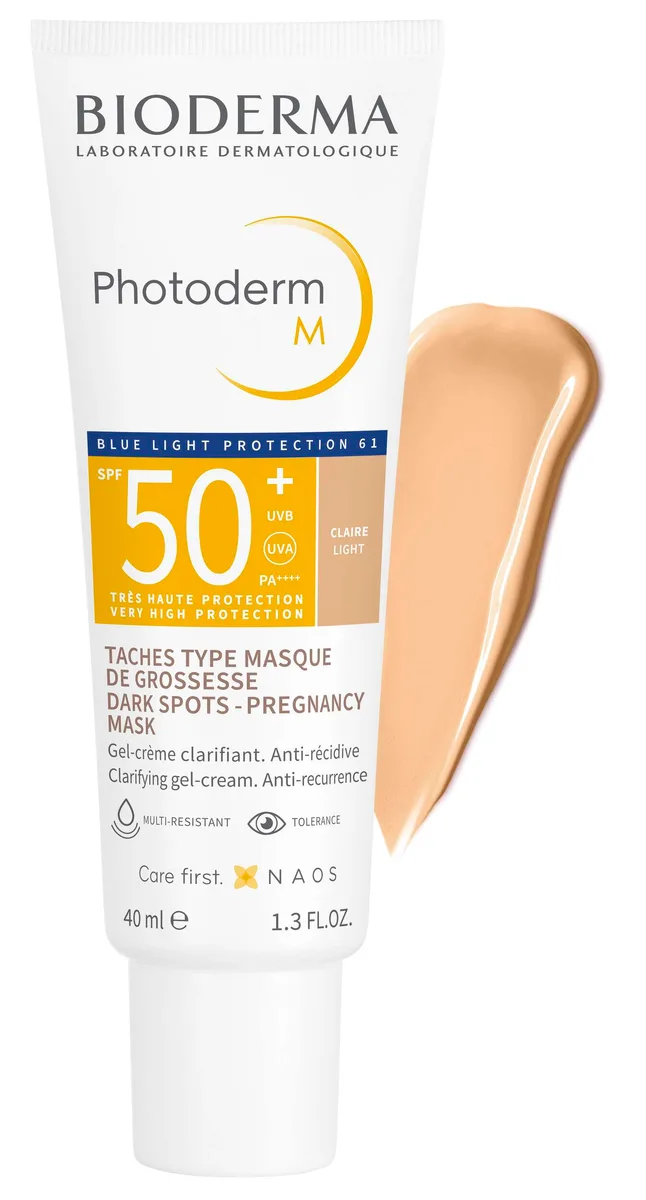 BIODERMA
LABORATOIRE DERMATOLOGIQUE
Photoderm
M
BLUE LIGHT PROTECTION 61
SPF 50+
UVB
UVA
PA++++
TRÈS HAUTE PROTECTION
VERY HIGH PROTECTION
CLAIRE
LIGHT
TACHES TYPE MASQUE
DE GROSSESSE
DARK SPOTS - PREGNANCY
MASK
Gel-crème clarifiant. Anti-récidive
Clarifying gel-cream. Anti-recurrence
MULTI-RESISTANT
TOLERANCE
Care first. NAOS
40 ml ℮ 1.3 FL.OZ.